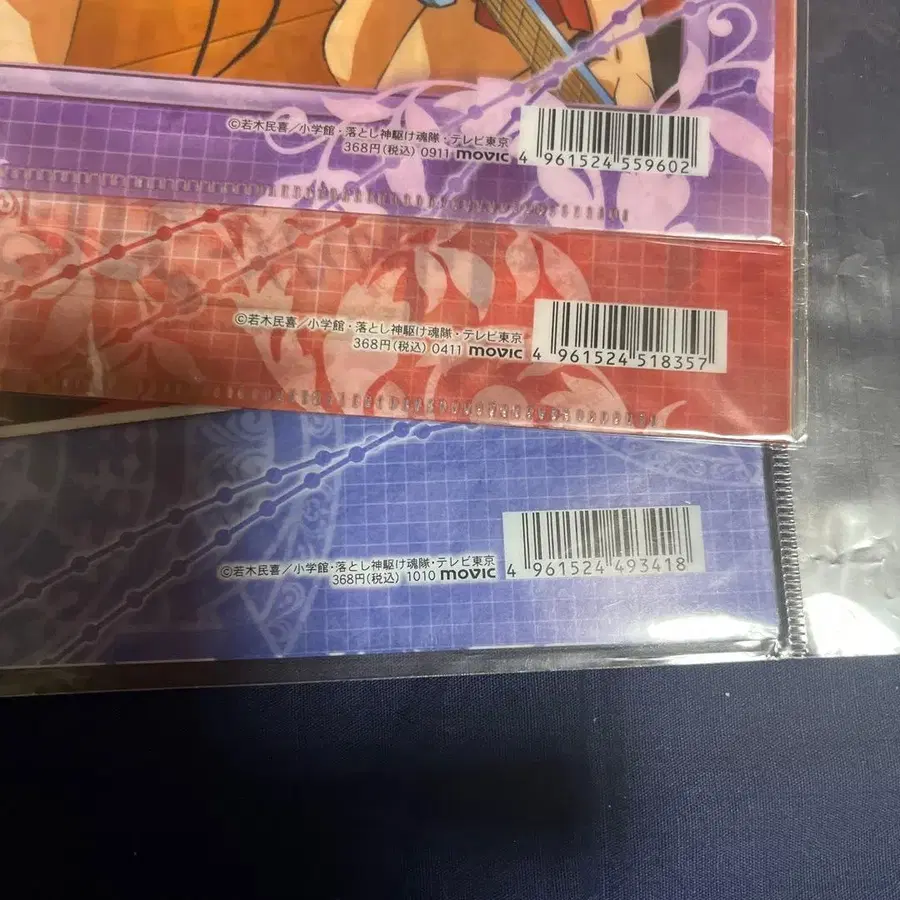 ©若木民喜／小学館・落とし神駆け魂隊・テレビ東京
368円(税込) 0911 movic
4 961524 559602
©若木民喜／小学館・落とし神駆け魂隊・テレビ東京
368円(税込) 0411 movic
4 961524 518357
©若木民喜／小学館・落とし神駆け魂隊・テレビ東京
368円(税込) 1010 movic
4 961524 493418